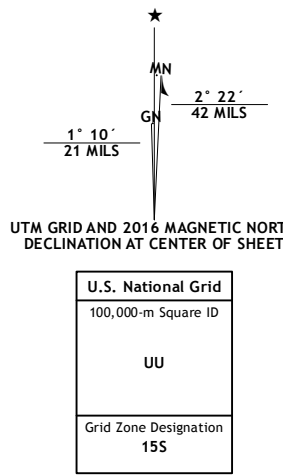 ★
MN
GN
2° 22´
42 MILS
1° 10´
21 MILS
UTM GRID AND 2016 MAGNETIC NORT
DECLINATION AT CENTER OF SHEET
U.S. National Grid
100,000-m Square ID
UU
Grid Zone Designation
15S